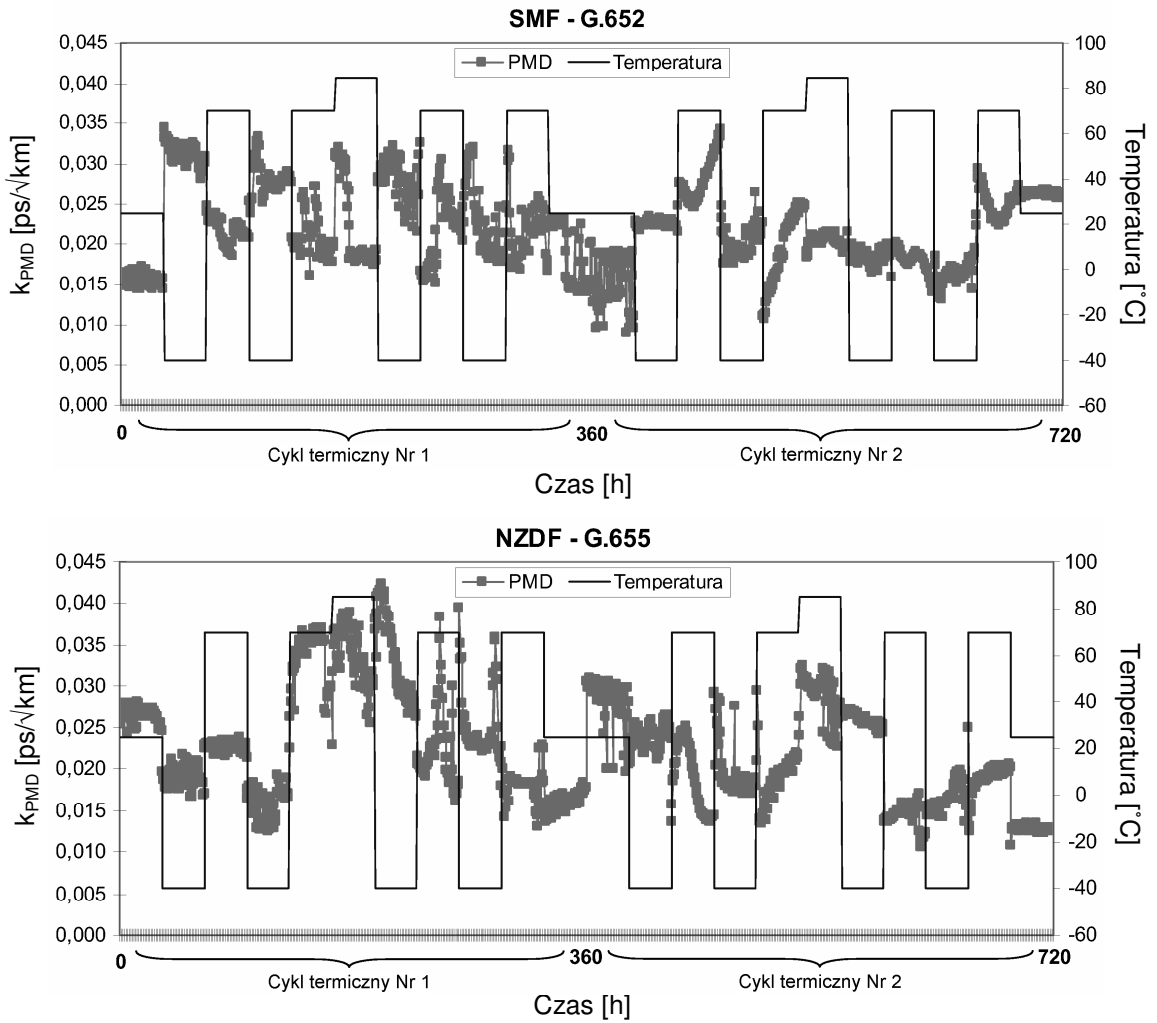 SMF - G.652
0,045
0,040
0,035
0,030
0,025
0,020
0,015
0,010
0,005
0,000
kPMD [ps/√km]
PMD Temperatura
100
80
60
40
20
0
-20
-40
-60
Temperatura [˚C]
0 360 720
Cykl termiczny Nr 1 Cykl termiczny Nr 2
Czas [h]
NZDF - G.655
0,045
0,040
0,035
0,030
0,025
0,020
0,015
0,010
0,005
0,000
kPMD [ps/√km]
PMD Temperatura
100
80
60
40
20
0
-20
-40
-60
Temperatura [˚C]
0 360 720
Cykl termiczny Nr 1 Cykl termiczny Nr 2
Czas [h]